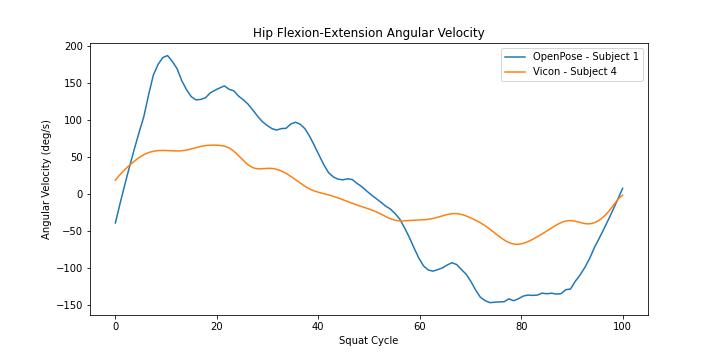 Hip Flexion-Extension Angular Velocity
OpenPose - Subject 1
Vicon - Subject 4
Angular Velocity (deg/s)
200
150
100
50
0
−50
−100
−150
0 20 40 60 80 100
Squat Cycle